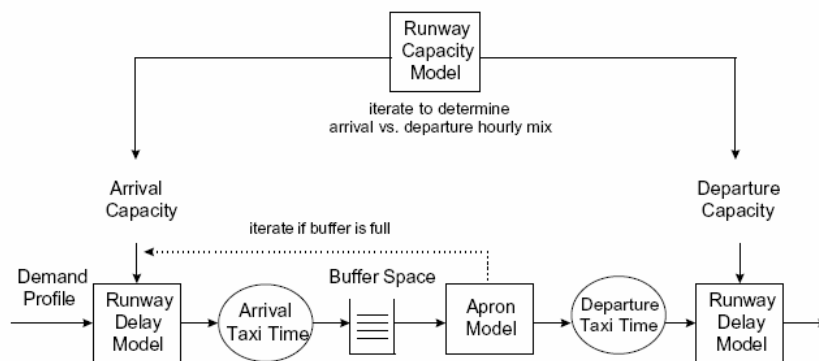 Runway
Capacity
Model
iterate to determine
arrival vs. departure hourly mix
Arrival
Capacity
Departure
Capacity
iterate if buffer is full
Demand
Profile
Runway
Delay
Model
Arrival
Taxi Time
Buffer Space
Apron
Model
Departure
Taxi Time
Runway
Delay
Model